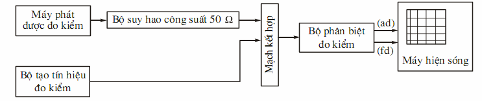 Máy phát
được đo kiểm
Bộ suy hao công suất 50 Ω
Bộ tạo tín hiệu
đo kiểm
Mạch kết hợp
Bộ phân biệt
đo kiểm
(ad)
(fd)
Máy hiện sóng